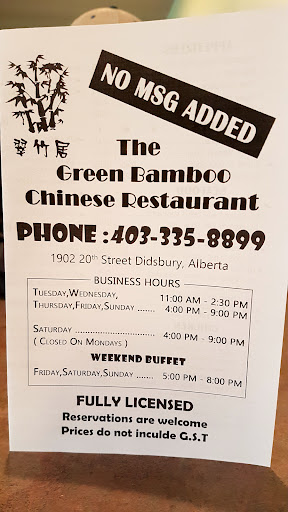 NO MSG ADDED
翠竹居
The
Green Bamboo
Chinese Restaurant
PHONE :403-335-8899
1902 20th Street Didsbury, Alberta
BUSINESS HOURS
TUESDAY,WEDNESDAY, 11:00 AM - 2:30 PM
THURSDAY,FRIDAY,SUNDAY ....... 4:00 PM - 9:00 PM
SATURDAY ................................ 4:00 PM - 9:00 PM
( CLOSED ON MONDAYS )
WEEKEND BUFFET
FRIDAY,SATURDAY,SUNDAY ....... 5:00 PM - 8:00 PM
FULLY LICENSED
Reservations are welcome
Prices do not inculde G.S.T